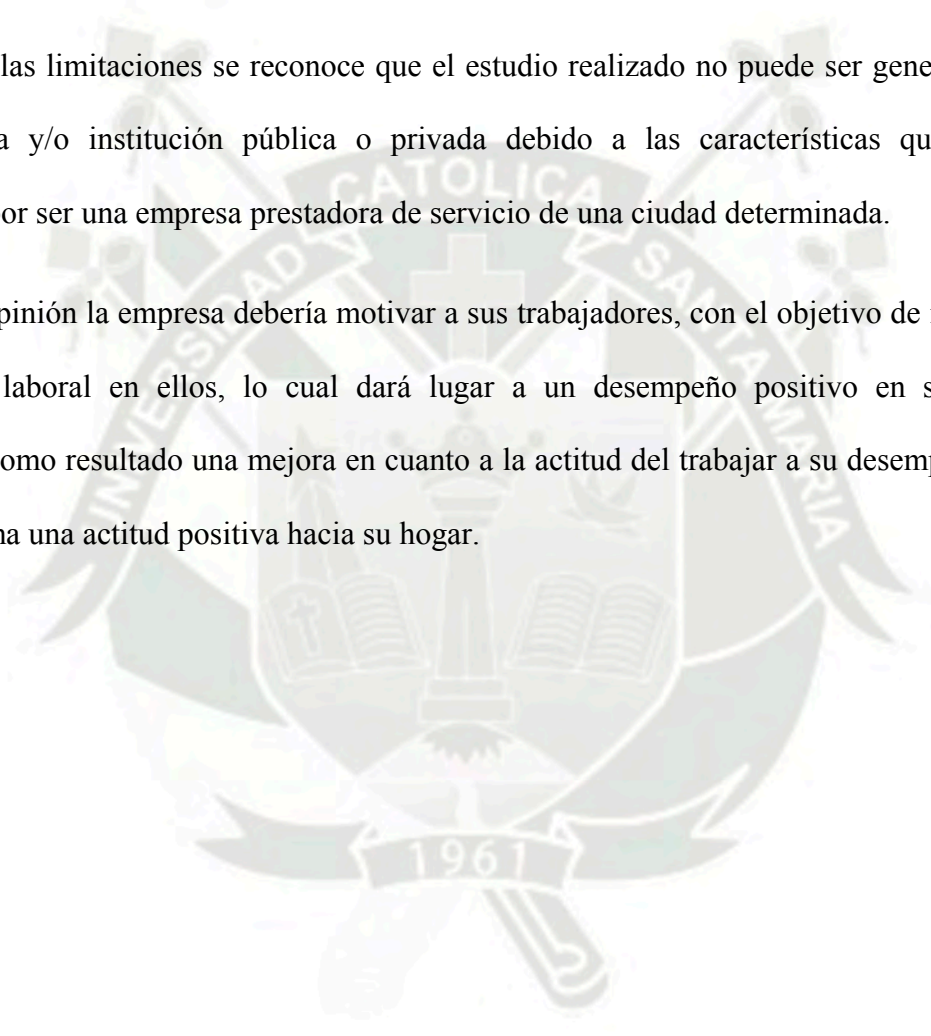 las limitaciones se reconoce que el estudio realizado no puede ser gene
a y/o institución pública o privada debido a las características qu
or ser una empresa prestadora de servicio de una ciudad determinada.
pinión la empresa debería motivar a sus trabajadores, con el objetivo de
laboral en ellos, lo cual dará lugar a un desempeño positivo en s
omo resultado una mejora en cuanto a la actitud del trabajar a su desem
na una actitud positiva hacia su hogar.
UNIVERSIDAD CATOLICA SANTA MARIA
1961